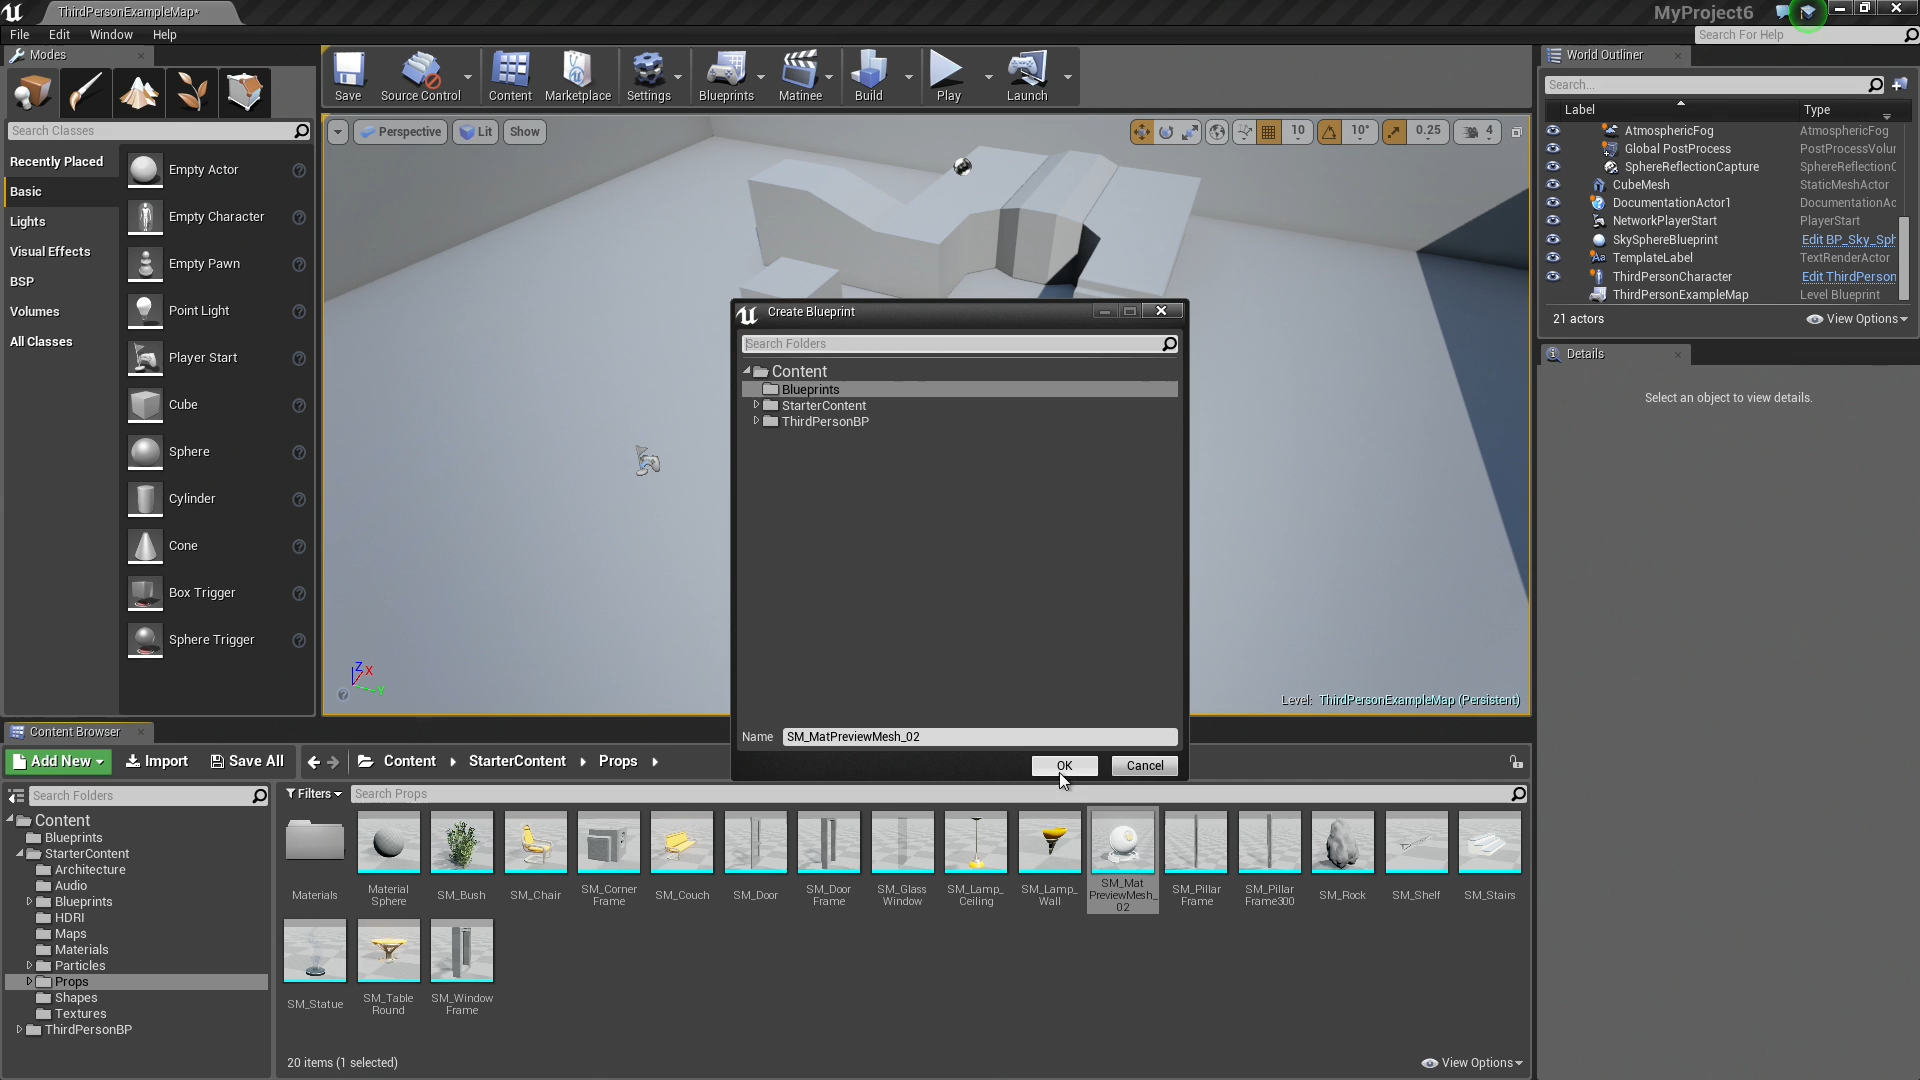 ThirdPersonExampleMap*
MyProject6
File Edit Window Help
Search For Help
Modes
Search Classes
Recently Placed
Basic
Lights
Visual Effects
BSP
Volumes
All Classes
Empty Actor
Empty Character
Empty Pawn
Point Light
Player Start
Cube
Sphere
Cylinder
Cone
Box Trigger
Sphere Trigger
Save Source Control Content Marketplace Settings Blueprints Matinee Build Play Launch
Perspective Lit Show
10 10° 0.25 4
Level: ThirdPersonExampleMap (Persistent)
World Outliner
Search...
Label Type
AtmosphericFog AtmosphericFog
Global PostProcess PostProcessVolur
SphereReflectionCapture SphereReflectionC
CubeMesh StaticMeshActor
DocumentationActor1 DocumentationAc
NetworkPlayerStart PlayerStart
SkySphereBlueprint Edit BP_Sky_Sph
TemplateLabel TextRenderActor
ThirdPersonCharacter Edit ThirdPerson
ThirdPersonExampleMap Level Blueprint
21 actors View Options
Details
Select an object to view details.
Create Blueprint
Search Folders
Content
Blueprints
StarterContent
ThirdPersonBP
Name SM_MatPreviewMesh_02
OK Cancel
Content Browser
Add New Import Save All Content StarterContent Props
Search Folders
Content
Blueprints
StarterContent
Architecture
Audio
Blueprints
HDRI
Maps
Materials
Particles
Props
Shapes
Textures
ThirdPersonBP
Filters Search Props
Materials
Material
Sphere
SM_Bush
SM_Chair
SM_Corner
Frame
SM_Couch
SM_Door
SM_Door
Frame
SM_Glass
Window
SM_Lamp_
Ceiling
SM_Lamp_
Wall
SM_Mat
PreviewMesh_
02
SM_Pillar
Frame
SM_Pillar
Frame300
SM_Rock
SM_Shelf
SM_Stairs
SM_Statue
SM_Table
Round
SM_Window
Frame
20 items (1 selected) View Options